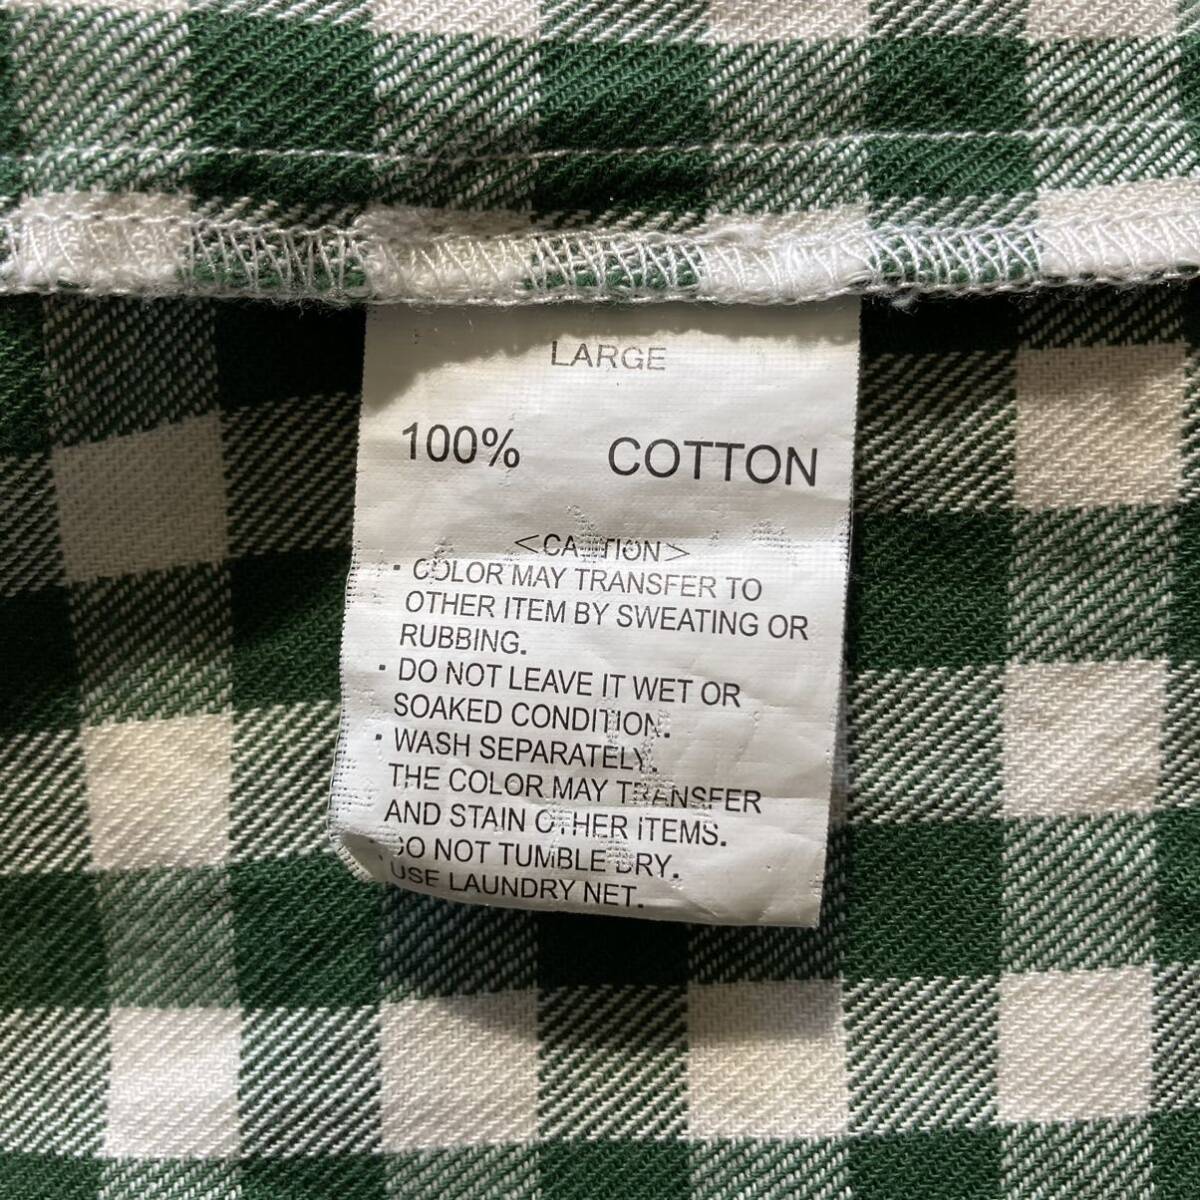 LARGE
100% COTTON
<CAUTION>
· COLOR MAY TRANSFER TO
OTHER ITEM BY SWEATING OR
RUBBING.
· DO NOT LEAVE IT WET OR
SOAKED CONDITION.
· WASH SEPARATELY.
THE COLOR MAY TRANSFER
AND STAIN OTHER ITEMS.
· DO NOT TUMBLE DRY.
USE LAUNDRY NET.